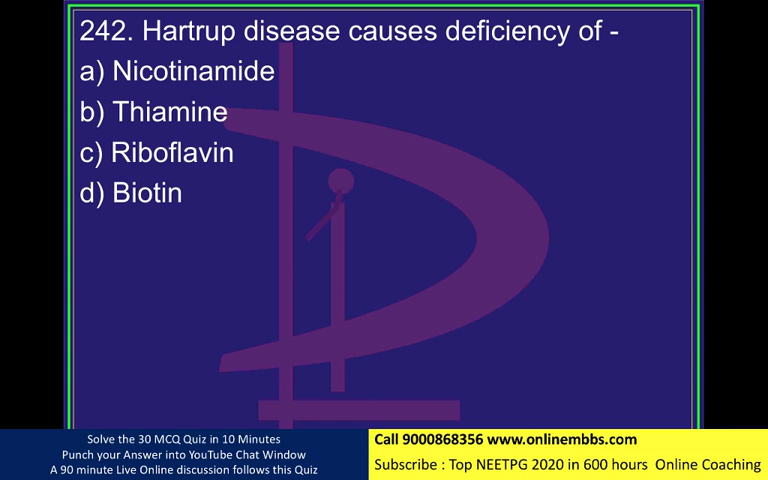 242. Hartrup disease causes deficiency of -
a) Nicotinamide
b) Thiamine
c) Riboflavin
d) Biotin
Solve the 30 MCQ Quiz in 10 Minutes
Punch your Answer into YouTube Chat Window
A 90 minute Live Online discussion follows this Quiz
Call 9000868356 www.onlinembbs.com
Subscribe : Top NEETPG 2020 in 600 hours Online Coaching